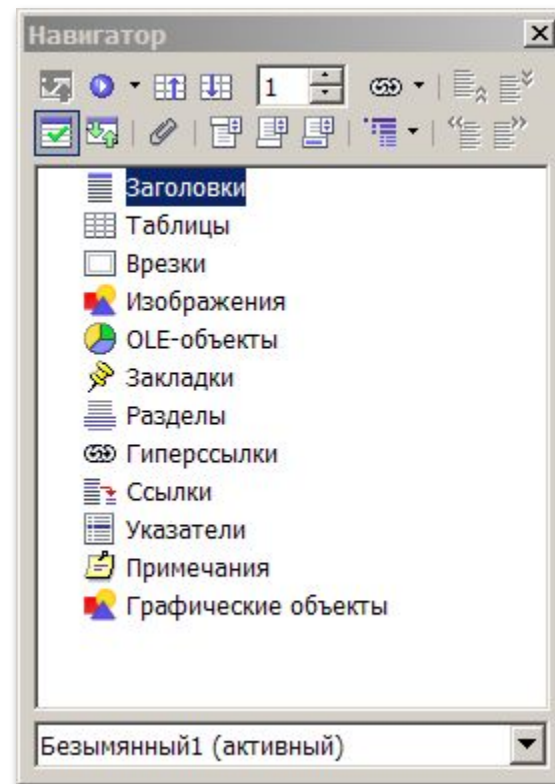 Навигатор
1
Заголовки
Таблицы
Врезки
Изображения
OLE-объекты
Закладки
Разделы
Гиперссылки
Ссылки
Указатели
Примечания
Графические объекты
Безымянный1 (активный)